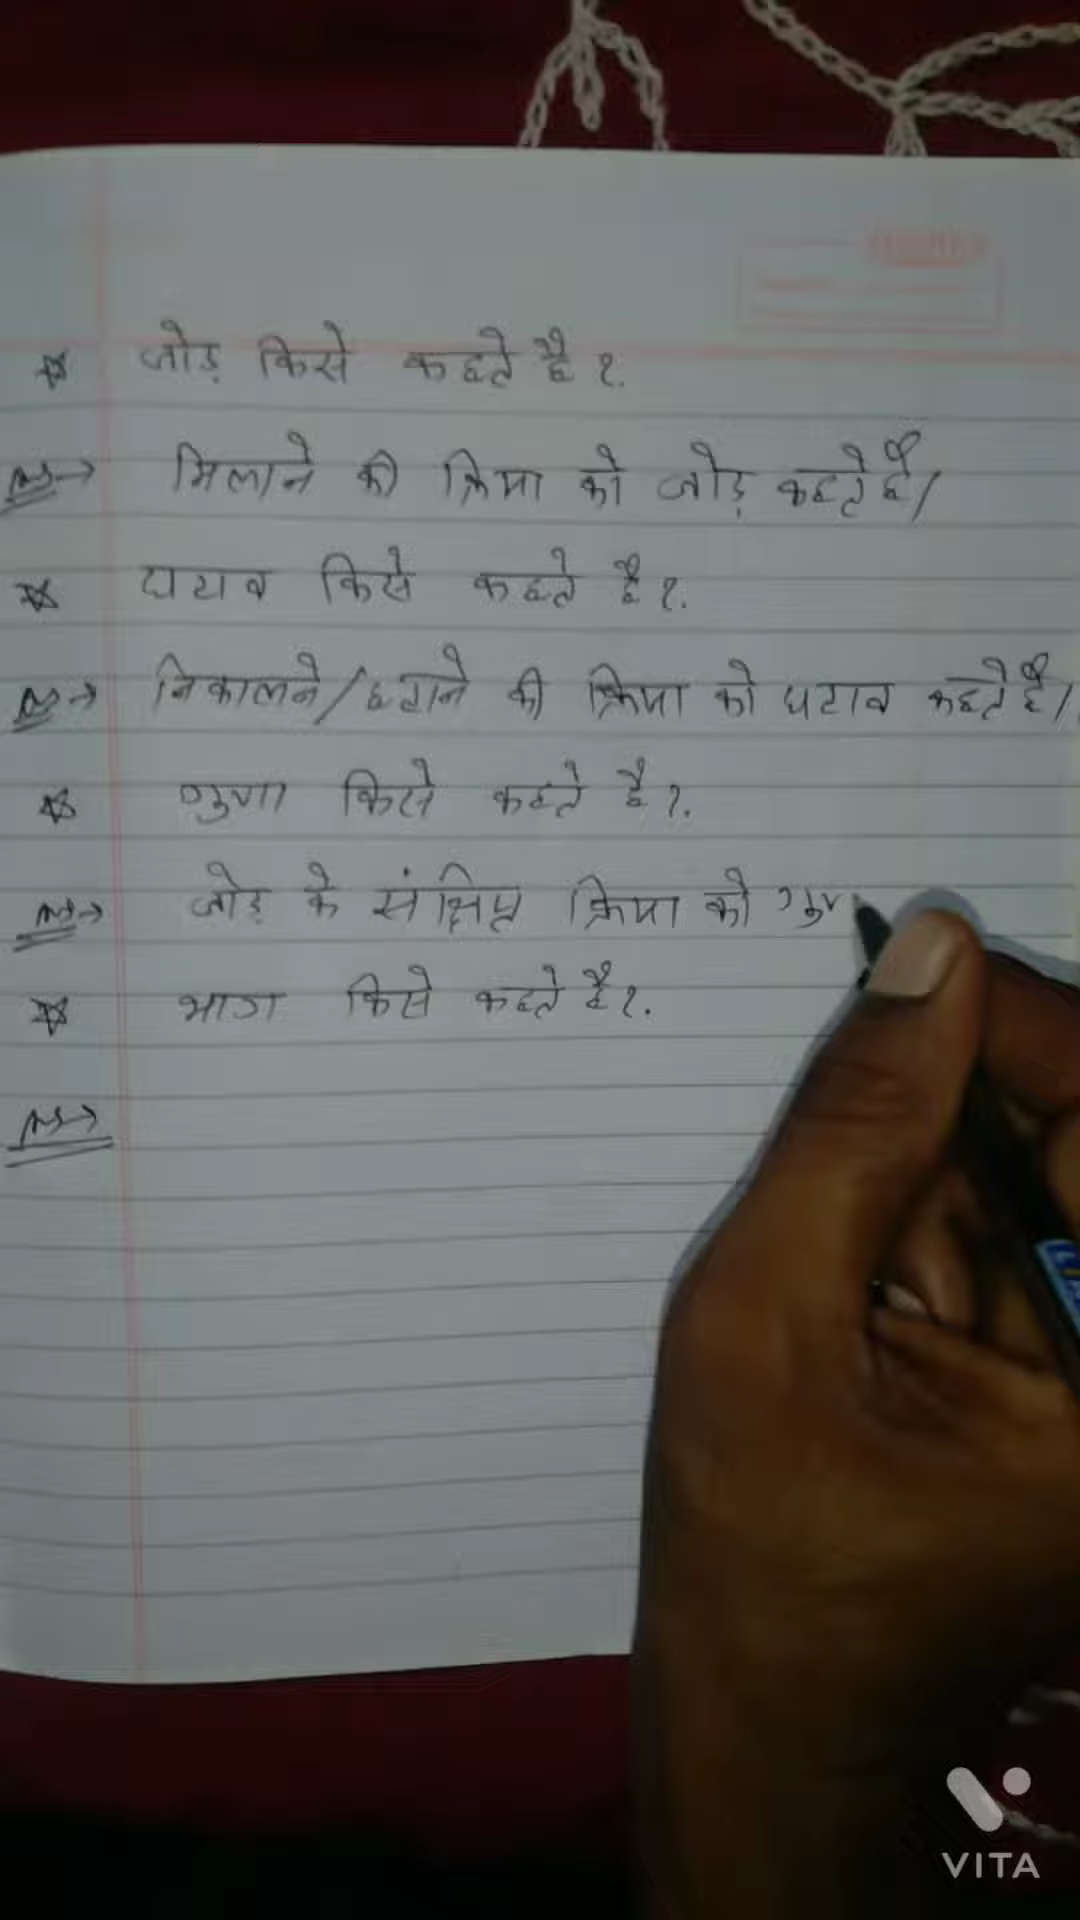 जोड़ किसे कहते है ?.
Ans→ मिलाने की क्रिया को जोड़ कहते हैं।
घटाव किसे कहते है ?.
Ans→ निकालने/हटाने की क्रिया को घटाव कहते हैं।
गुणा किसे कहते है ?.
Ans→ जोड़ के संक्षिप्त क्रिया को गुण
भाग किसे कहते है ?.
Ans→
VITA